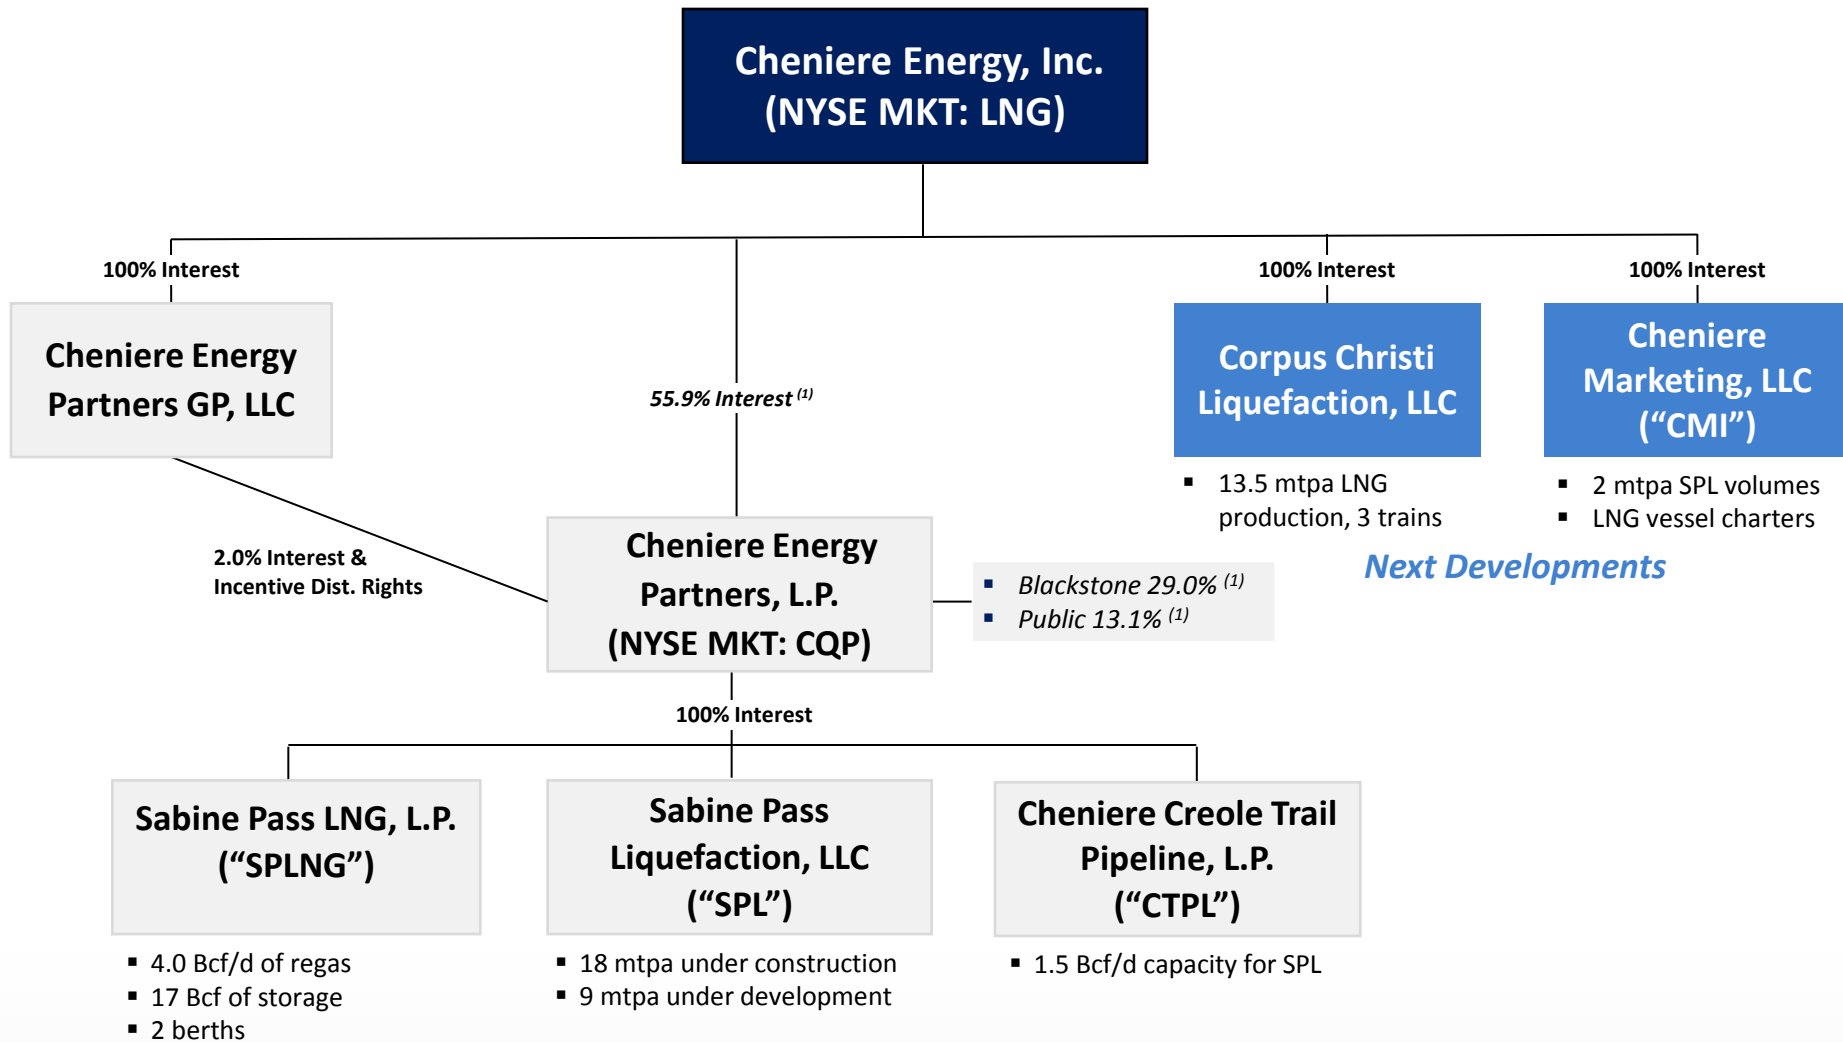 Cheniere Energy, Inc.
(NYSE MKT: LNG)
100% Interest
100% Interest
100% Interest
Cheniere Energy
Partners GP, LLC
55.9% Interest (1)
Corpus Christi
Liquefaction, LLC
Cheniere
Marketing, LLC
(“CMI”)
▪ 13.5 mtpa LNG
production, 3 trains
▪ 2 mtpa SPL volumes
▪ LNG vessel charters
Next Developments
2.0% Interest &
Incentive Dist. Rights
Cheniere Energy
Partners, L.P.
(NYSE MKT: CQP)
▪ Blackstone 29.0% (1)
▪ Public 13.1% (1)
100% Interest
Sabine Pass LNG, L.P.
(“SPLNG”)
▪ 4.0 Bcf/d of regas
▪ 17 Bcf of storage
▪ 2 berths
Sabine Pass
Liquefaction, LLC
(“SPL”)
▪ 18 mtpa under construction
▪ 9 mtpa under development
Cheniere Creole Trail
Pipeline, L.P.
(“CTPL”)
▪ 1.5 Bcf/d capacity for SPL